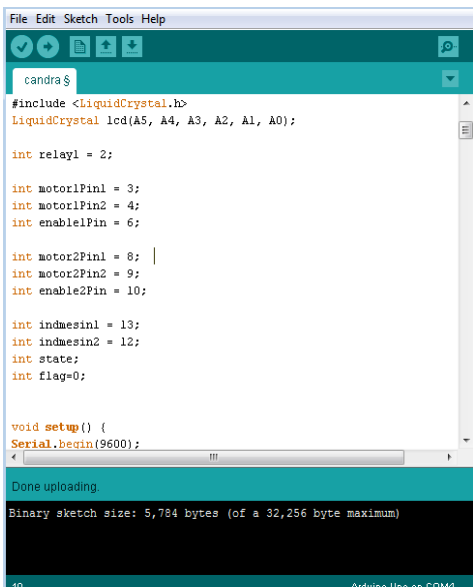 File Edit Sketch Tools Help
candra §
#include <LiquidCrystal.h>
LiquidCrystal lcd(A5, A4, A3, A2, A1, A0);
int relay1 = 2;
int motor1Pin1 = 3;
int motor1Pin2 = 4;
int enable1Pin = 6;
int motor2Pin1 = 8;
int motor2Pin2 = 9;
int enable2Pin = 10;
int indmesin1 = 13;
int indmesin2 = 12;
int state;
int flag=0;
void setup() {
Serial.begin(9600);
Done uploading.
Binary sketch size: 5,784 bytes (of a 32,256 byte maximum)
Arduino Uno on